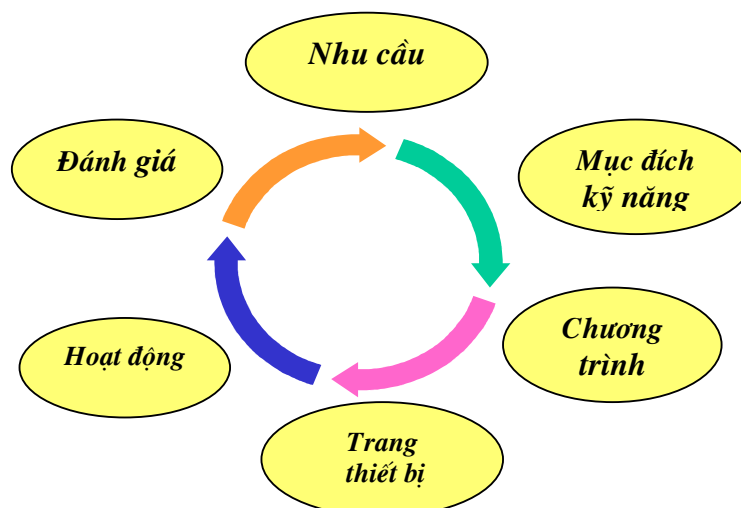 Nhu cầu
Mục đích
kỹ năng
Chương
trình
Trang
thiết bị
Hoạt động
Đánh giá